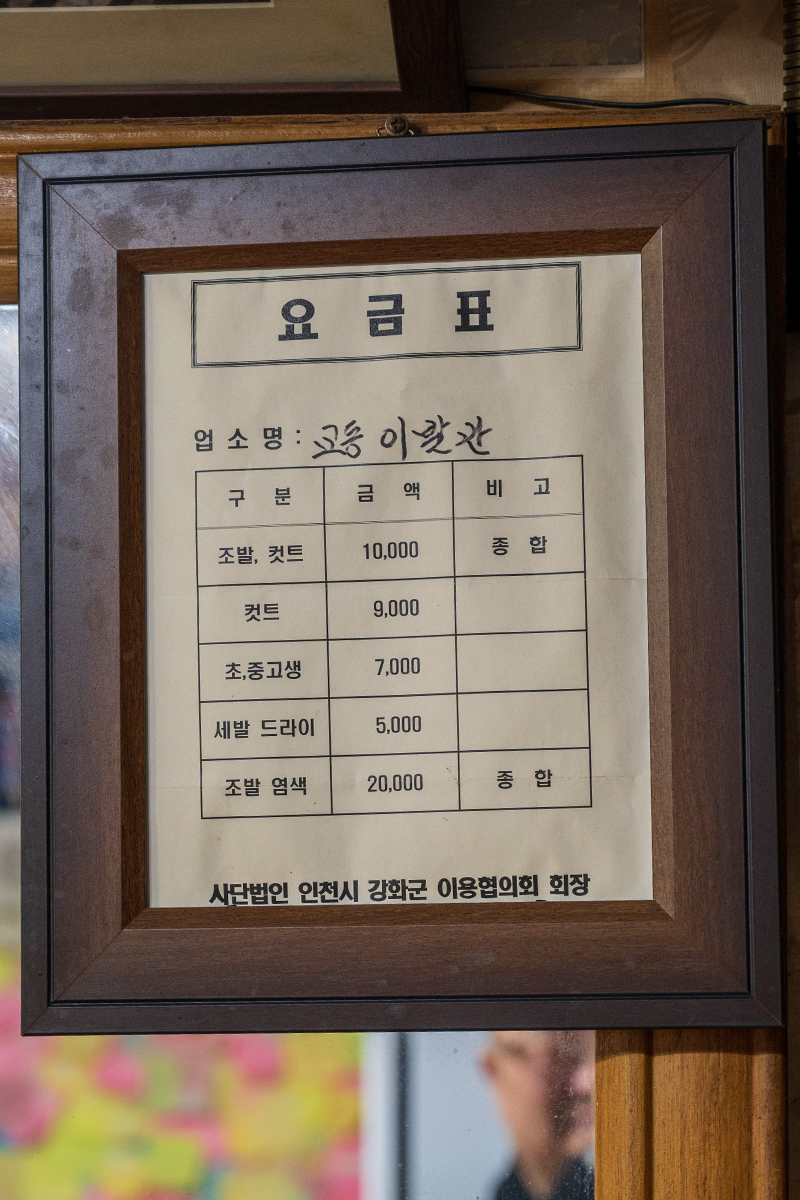 요 금 표
업 소 명 : 교동 이발관
구 분 금 액 비 고
조발, 컷트 10,000 종 합
컷트 9,000
초,중고생 7,000
세발 드라이 5,000
조발 염색 20,000 종 합
사단법인 인천시 강화군 이용협의회 회장